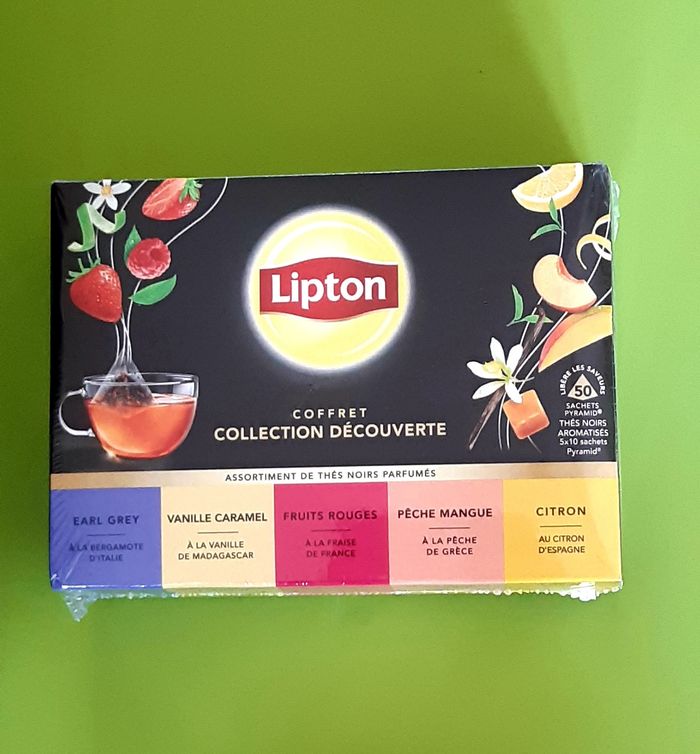 Lipton
COFFRET
COLLECTION DÉCOUVERTE
LIBÈRE LES SAVEURS
50
SACHETS
PYRAMID®
THÉS NOIRS
AROMATISÉS
5x10 sachets
Pyramid®
ASSORTIMENT DE THÉS NOIRS PARFUMÉS
EARL GREY
À LA BERGAMOTE
D'ITALIE
VANILLE CARAMEL
À LA VANILLE
DE MADAGASCAR
FRUITS ROUGES
À LA FRAISE
DE FRANCE
PÊCHE MANGUE
À LA PÊCHE
DE GRÈCE
CITRON
AU CITRON
D'ESPAGNE